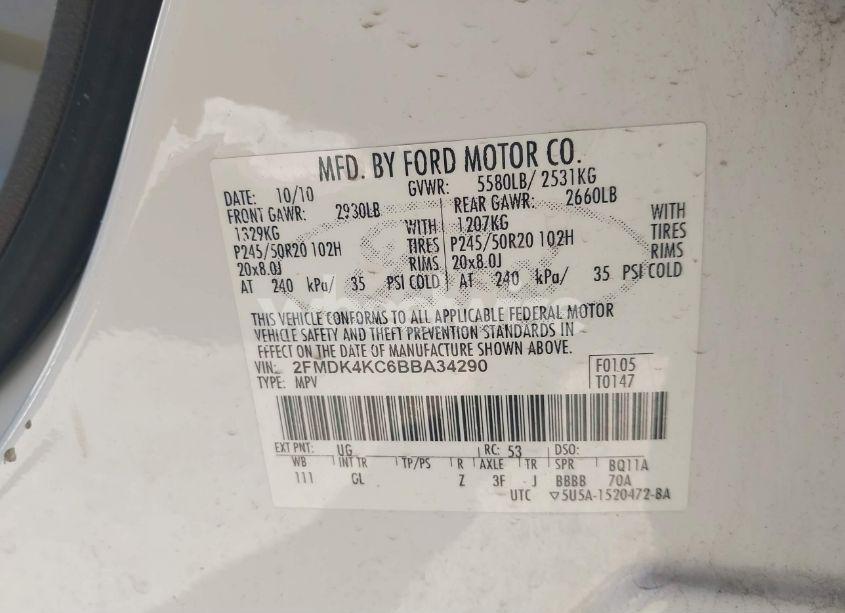 MFD. BY FORD MOTOR CO.
DATE: 10/10 GVWR: 5580LB/ 2531KG
FRONT GAWR: 2930LB REAR GAWR: 2660LB
1329KG WITH 1207KG WITH
P245/50R20 102H TIRES P245/50R20 102H TIRES
20x8.0J RIMS 20x8.0J RIMS
AT 240 kPa/ 35 PSI COLD AT 240 kPa/ 35 PSI COLD
THIS VEHICLE CONFORMS TO ALL APPLICABLE FEDERAL MOTOR
VEHICLE SAFETY AND THEFT PREVENTION STANDARDS IN
EFFECT ON THE DATE OF MANUFACTURE SHOWN ABOVE.
VIN: 2FMDK4KC6BBA34290 F0105
TYPE: MPV T0147
EXT PNT: UG RC: 53 DSO:
WB INT TR TP/PS R AXLE TR SPR BQ11A
111 GL Z 3F J BBBB 70A
UTC ▽5U5A-1520472-BA